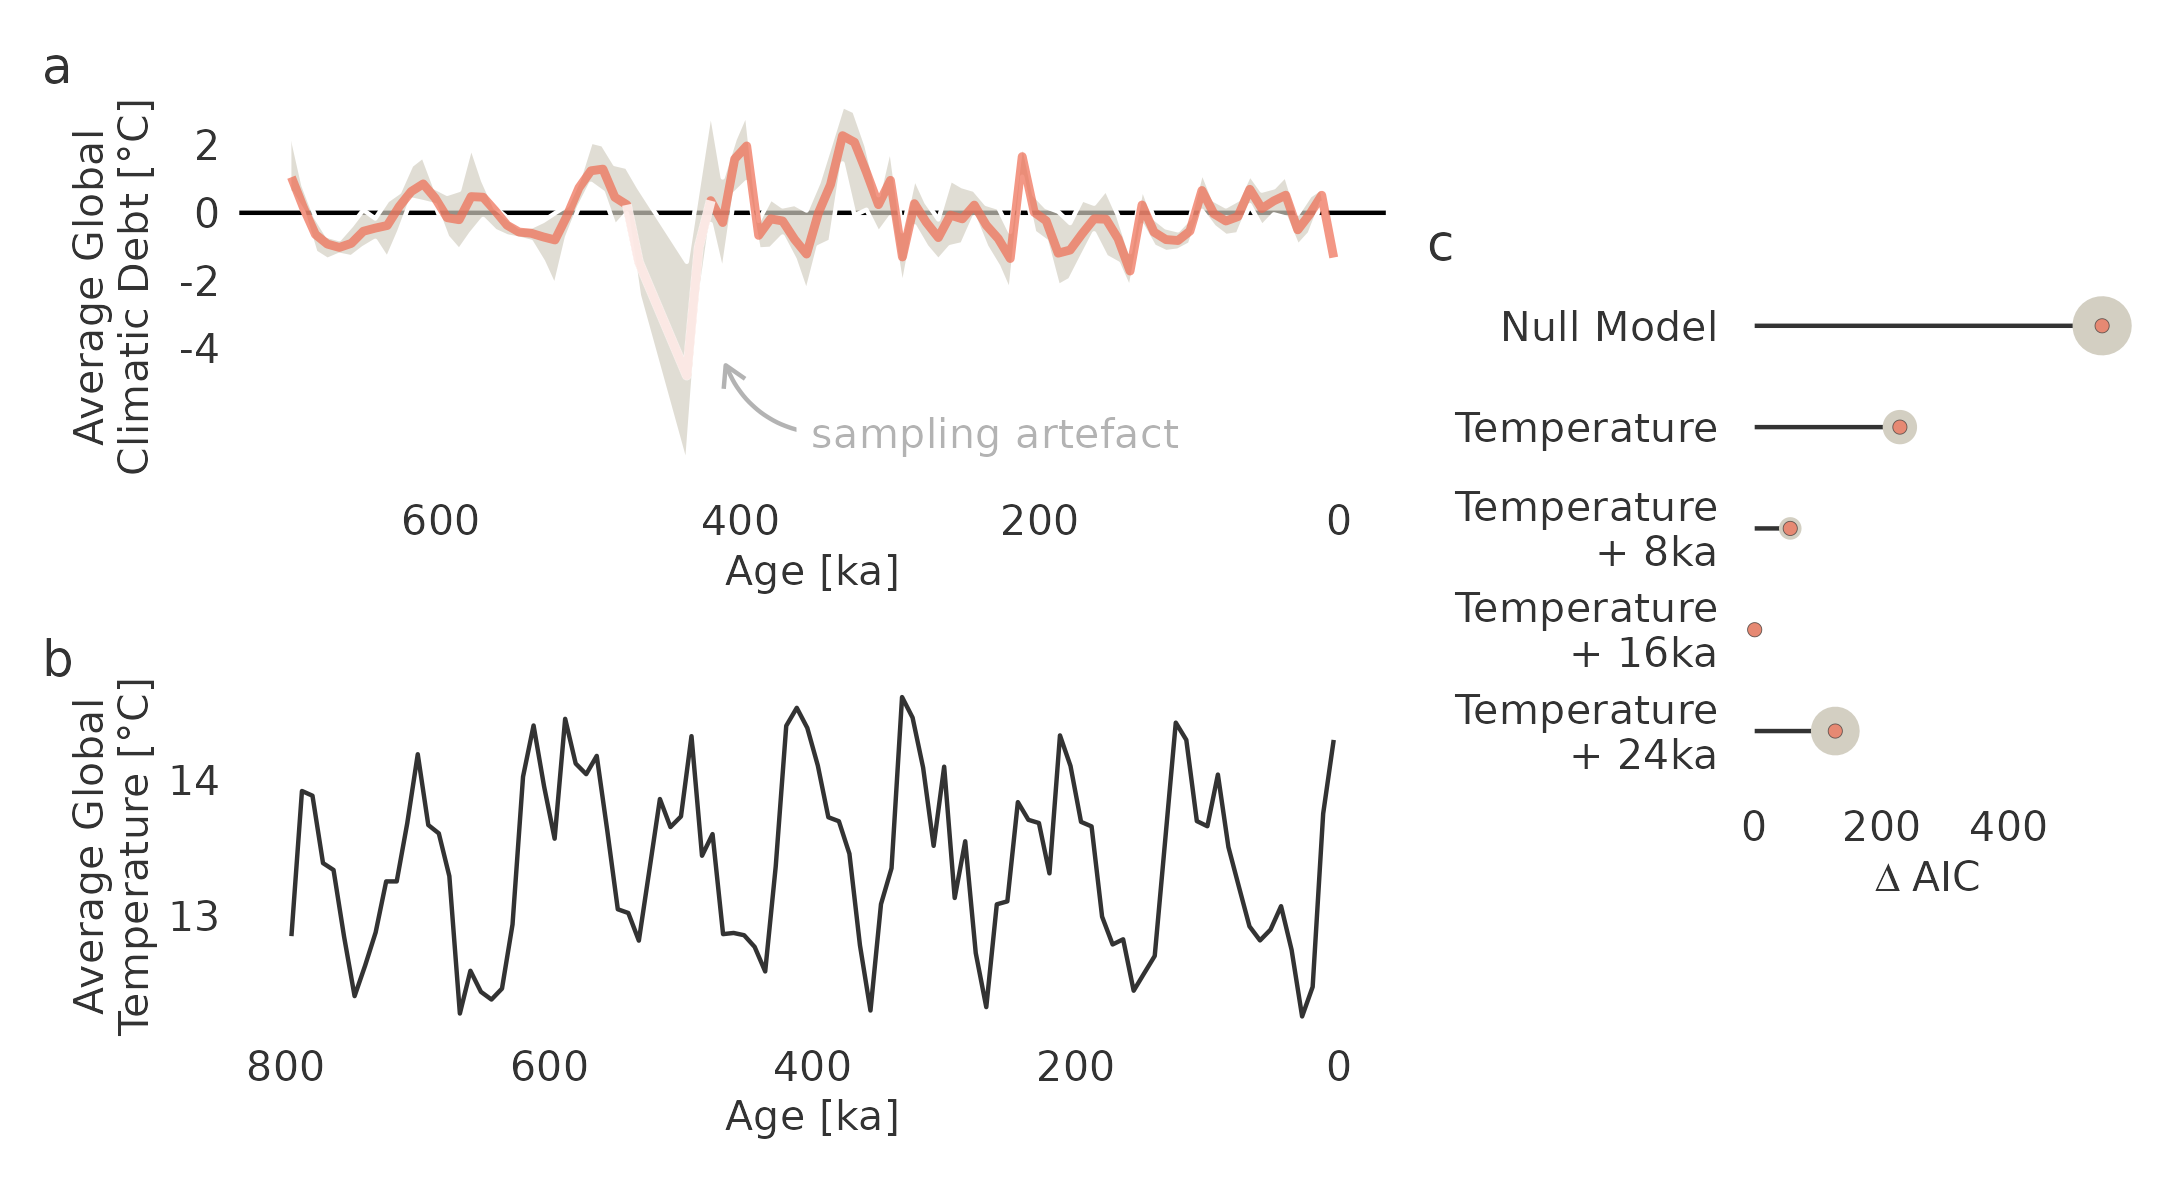 a
Average Global
Climatic Debt [°C]
2
0
-2
-4
sampling artefact
600 400 200 0
Age [ka]
b
Average Global
Temperature [°C]
14
13
800 600 400 200 0
Age [ka]
c
Null Model
Temperature
Temperature
+ 8ka
Temperature
+ 16ka
Temperature
+ 24ka
0 200 400
Δ AIC